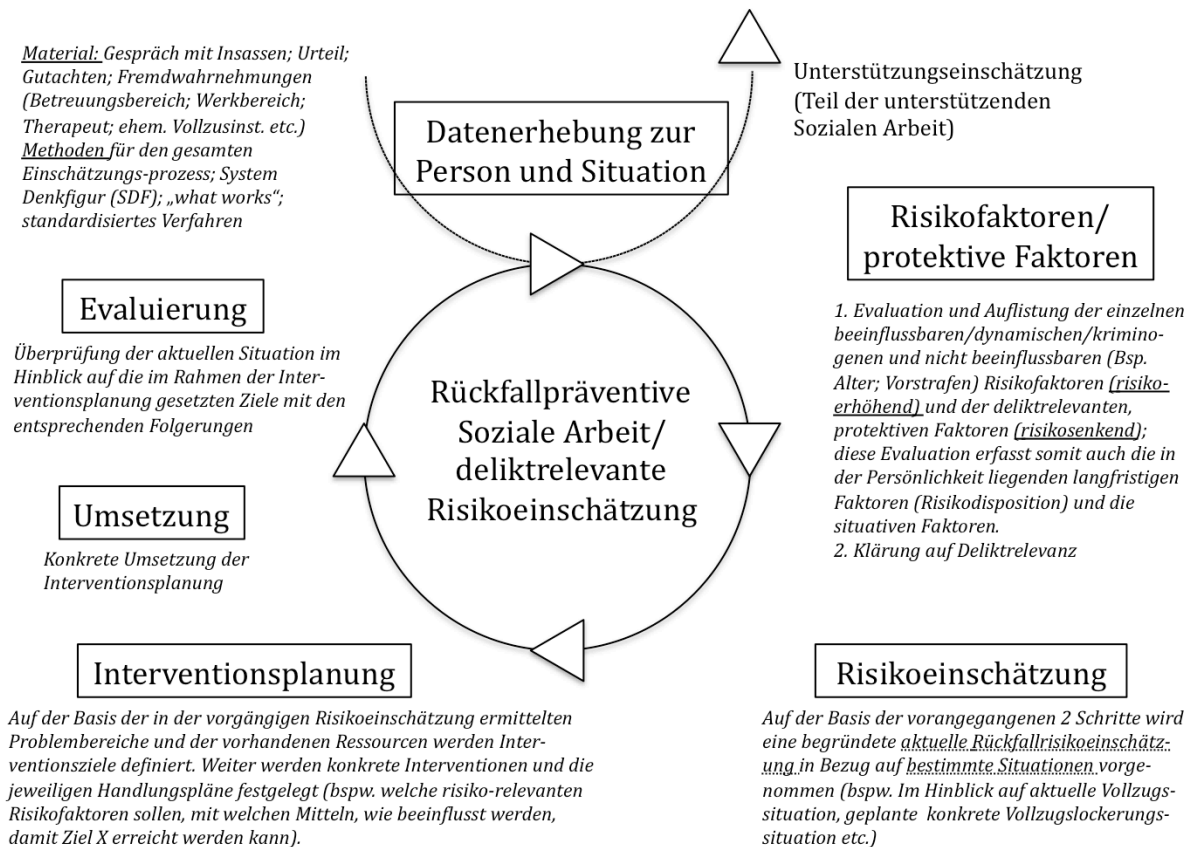 Material: Gespräch mit Insassen; Urteil;
Gutachten; Fremdwahrnehmungen
(Betreuungsbereich; Werkbereich;
Therapeut; ehem. Vollzusinst. etc.)
Methoden für den gesamten
Einschätzungs-prozess; System
Denkfigur (SDF); „what works“;
standardisiertes Verfahren
Datenerhebung zur
Person und Situation
Unterstützungseinschätzung
(Teil der unterstützenden
Sozialen Arbeit)
Risikofaktoren/
protektive Faktoren
1. Evaluation und Auflistung der einzelnen
beeinflussbaren/dynamischen/krimino-
genen und nicht beeinflussbaren (Bsp.
Alter; Vorstrafen) Risikofaktoren (risiko-
erhöhend) und der deliktrelevanten,
protektiven Faktoren (risikosenkend);
diese Evaluation erfasst somit auch die in
der Persönlichkeit liegenden langfristigen
Faktoren (Risikodisposition) und die
situativen Faktoren.
2. Klärung auf Deliktrelevanz
Evaluierung
Überprüfung der aktuellen Situation im
Hinblick auf die im Rahmen der Inter-
ventionsplanung gesetzten Ziele mit den
entsprechenden Folgerungen
Rückfallpräventive
Soziale Arbeit/
deliktrelevante
Risikoeinschätzung
Umsetzung
Konkrete Umsetzung der
Interventionsplanung
Interventionsplanung
Auf der Basis der in der vorgängigen Risikoeinschätzung ermittelten
Problembereiche und der vorhandenen Ressourcen werden Inter-
ventionsziele definiert. Weiter werden konkrete Interventionen und die
jeweiligen Handlungspläne festgelegt (bspw. welche risiko-relevanten
Risikofaktoren sollen, mit welchen Mitteln, wie beeinflusst werden,
damit Ziel X erreicht werden kann).
Risikoeinschätzung
Auf der Basis der vorangegangenen 2 Schritte wird
eine begründete aktuelle Rückfallrisikoeinschätz-
ung in Bezug auf bestimmte Situationen vorge-
nommen (bspw. Im Hinblick auf aktuelle Vollzugs-
situation, geplante konkrete Vollzugslockerungs-
situation etc.)